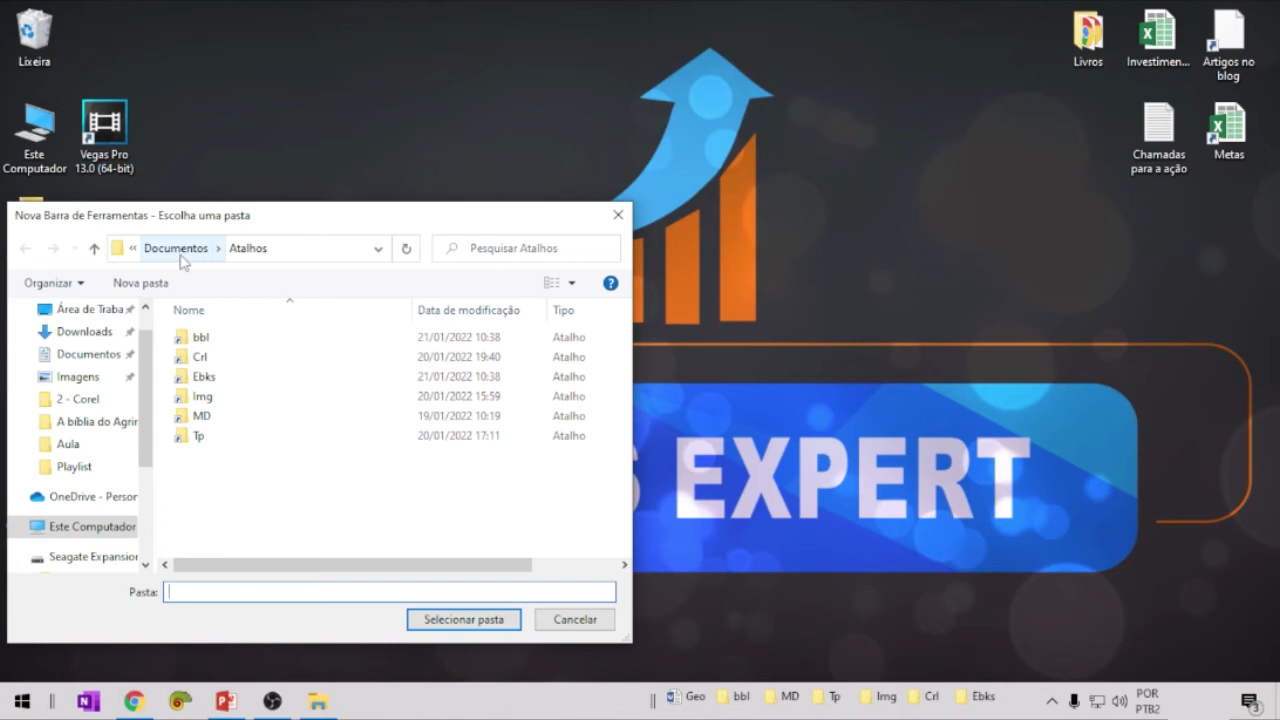 Lixeira
Livros
Investimen...
Artigos no
blog
Este
Computador
Vegas Pro
13.0 (64-bit)
Chamadas
para a ação
Metas
Nova Barra de Ferramentas - Escolha uma pasta
« Documentos › Atalhos
Pesquisar Atalhos
Organizar
Nova pasta
Nome
Data de modificação
Tipo
Área de Traba
Downloads
Documentos
Imagens
2 - Corel
A bíblia do Agrir
Aula
Playlist
OneDrive - Persor
Este Computador
Seagate Expansior
bbl 21/01/2022 10:38 Atalho
Crl 20/01/2022 19:40 Atalho
Ebks 21/01/2022 10:38 Atalho
Img 20/01/2022 15:59 Atalho
MD 19/01/2022 10:19 Atalho
Tp 20/01/2022 17:11 Atalho
Pasta:
Selecionar pasta
Cancelar
S EXPERT
Geo bbl MD Tp Img Crl Ebks
POR
PTB2
3